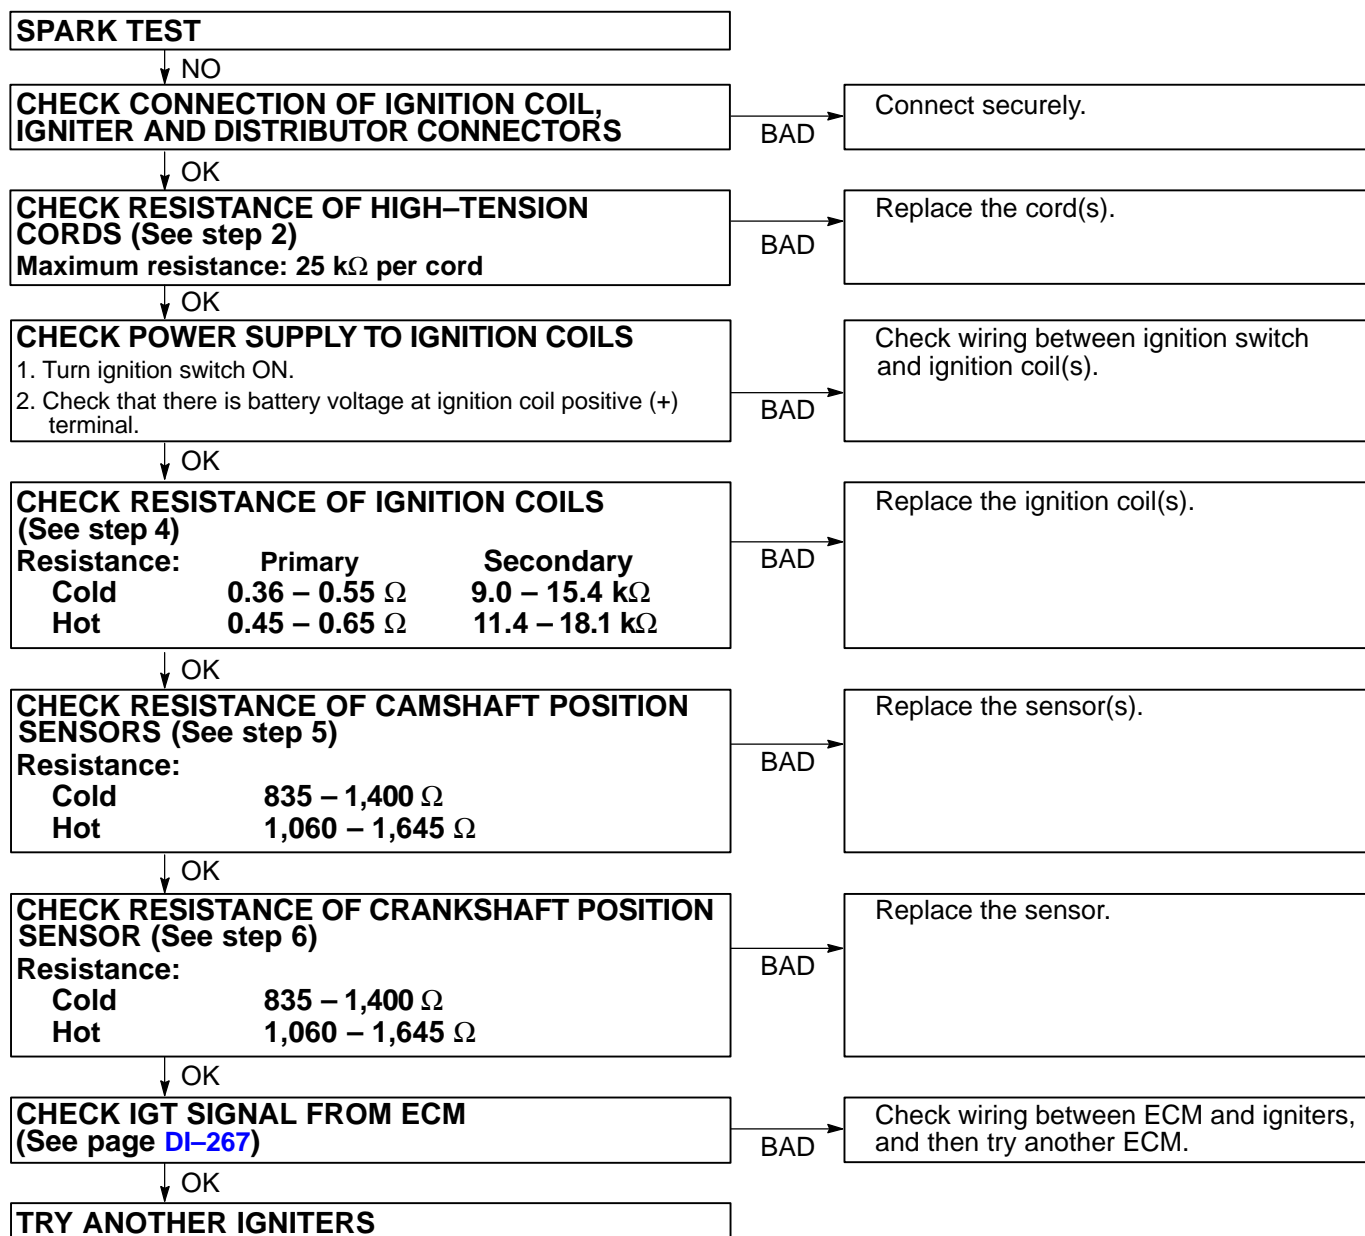 SPARK TEST
NO
CHECK CONNECTION OF IGNITION COIL,
IGNITER AND DISTRIBUTOR CONNECTORS
BAD
Connect securely.
OK
CHECK RESISTANCE OF HIGH–TENSION
CORDS (See step 2)
Maximum resistance: 25 kΩ per cord
BAD
Replace the cord(s).
OK
CHECK POWER SUPPLY TO IGNITION COILS
1. Turn ignition switch ON.
2. Check that there is battery voltage at ignition coil positive (+)
terminal.
BAD
Check wiring between ignition switch
and ignition coil(s).
OK
CHECK RESISTANCE OF IGNITION COILS
(See step 4)
Resistance: Primary Secondary
Cold 0.36 – 0.55 Ω 9.0 – 15.4 kΩ
Hot 0.45 – 0.65 Ω 11.4 – 18.1 kΩ
BAD
Replace the ignition coil(s).
OK
CHECK RESISTANCE OF CAMSHAFT POSITION
SENSORS (See step 5)
Resistance:
Cold 835 – 1,400 Ω
Hot 1,060 – 1,645 Ω
BAD
Replace the sensor(s).
OK
CHECK RESISTANCE OF CRANKSHAFT POSITION
SENSOR (See step 6)
Resistance:
Cold 835 – 1,400 Ω
Hot 1,060 – 1,645 Ω
BAD
Replace the sensor.
OK
CHECK IGT SIGNAL FROM ECM
(See page DI–267)
BAD
Check wiring between ECM and igniters,
and then try another ECM.
OK
TRY ANOTHER IGNITERS